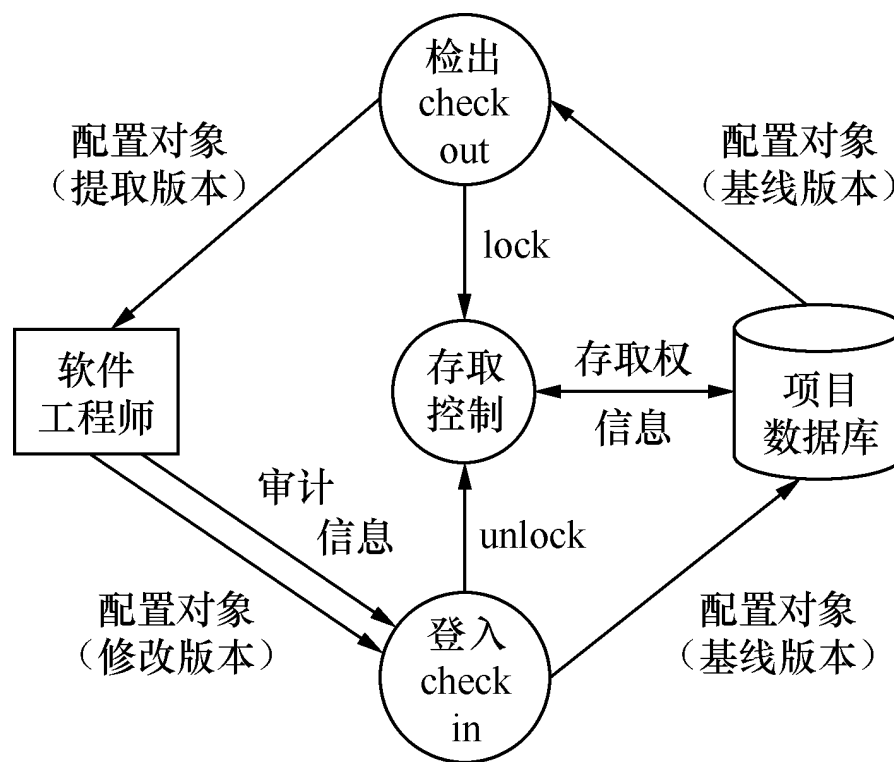 检出
check
out
配置对象
（提取版本）
配置对象
（基线版本）
lock
软件
工程师
存取
控制
存取权
信息
项目
数据库
审计
信息
unlock
配置对象
（修改版本）
登入
check
in
配置对象
（基线版本）